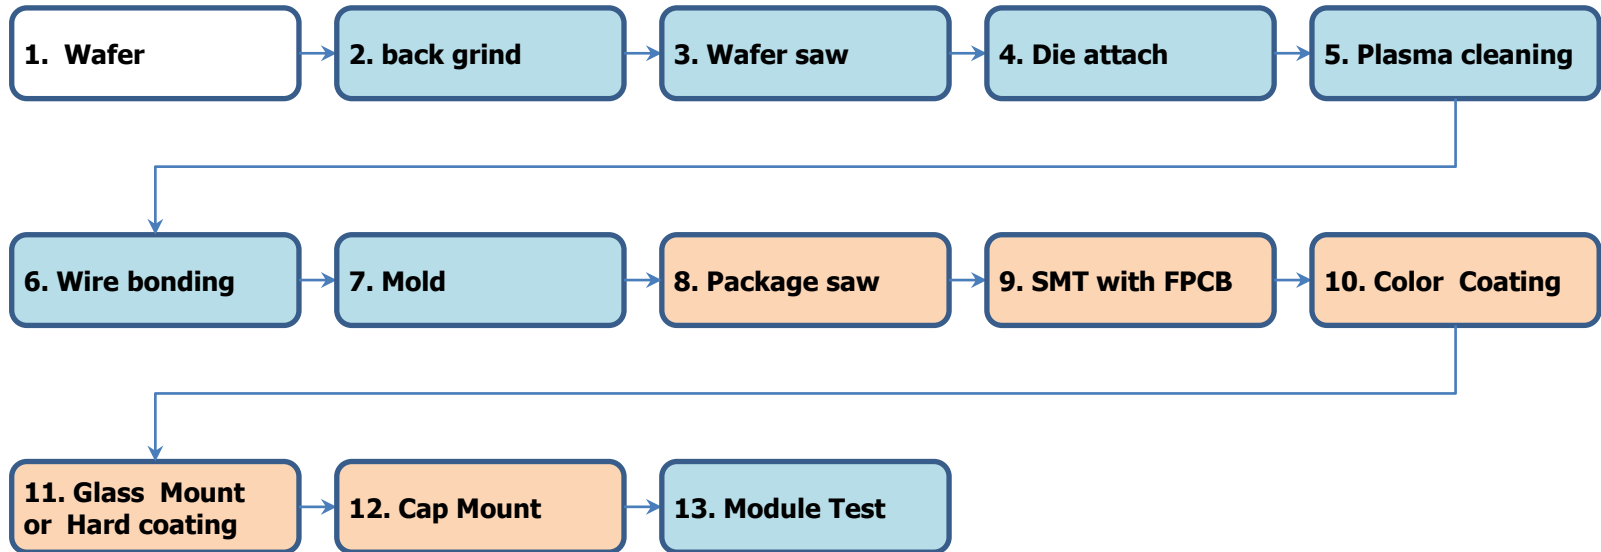 1. Wafer
2. back grind
3. Wafer saw
4. Die attach
5. Plasma cleaning
6. Wire bonding
7. Mold
8. Package saw
9. SMT with FPCB
10. Color Coating
11. Glass Mount
or Hard coating
12. Cap Mount
13. Module Test